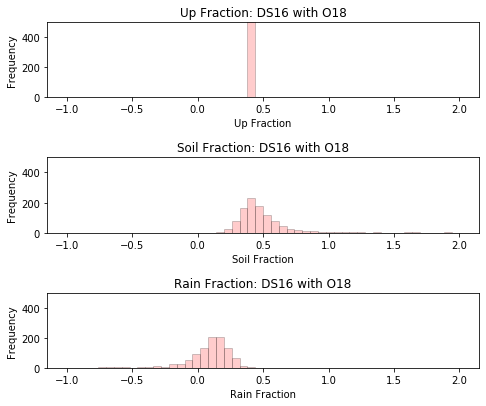 Up Fraction: DS16 with O18
400
200
0
Frequency
−1.0 −0.5 0.0 0.5 1.0 1.5 2.0
Up Fraction
Soil Fraction: DS16 with O18
400
200
0
Frequency
−1.0 −0.5 0.0 0.5 1.0 1.5 2.0
Soil Fraction
Rain Fraction: DS16 with O18
400
200
0
Frequency
−1.0 −0.5 0.0 0.5 1.0 1.5 2.0
Rain Fraction